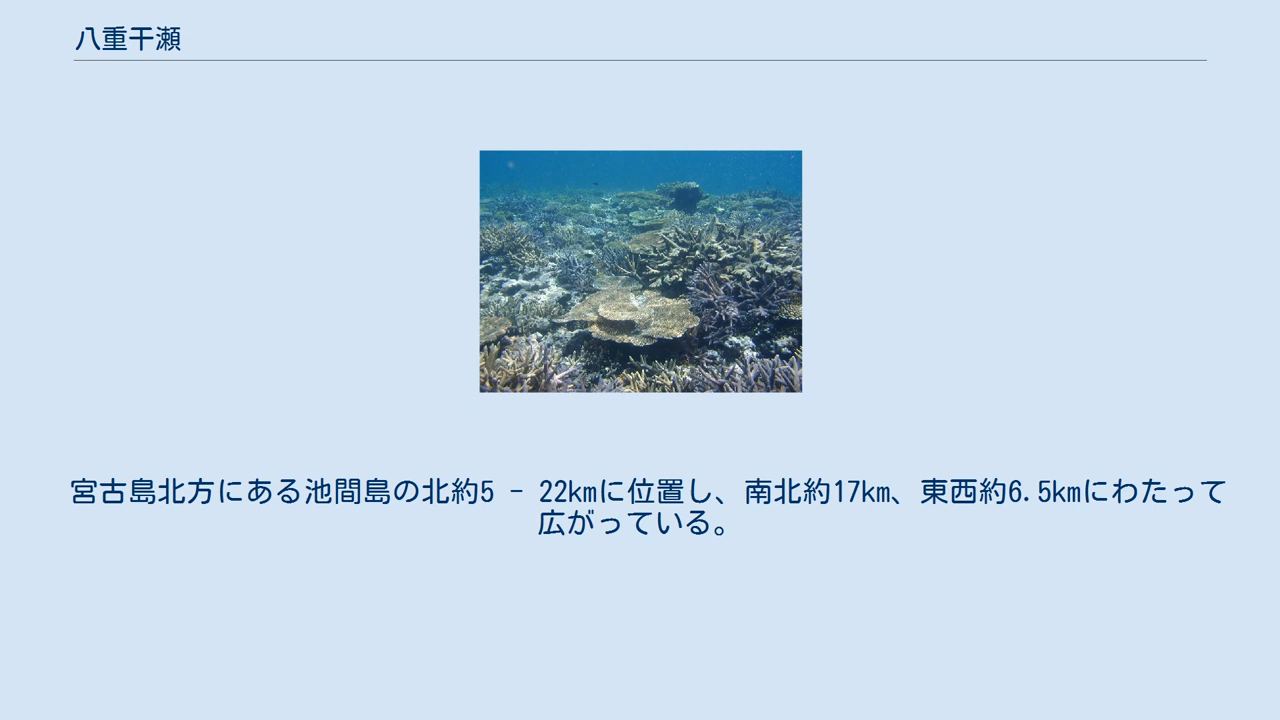 八重干瀬
宮古島北方にある池間島の北約5 - 22kmに位置し、南北約17km、東西約6.5kmにわたって
広がっている。